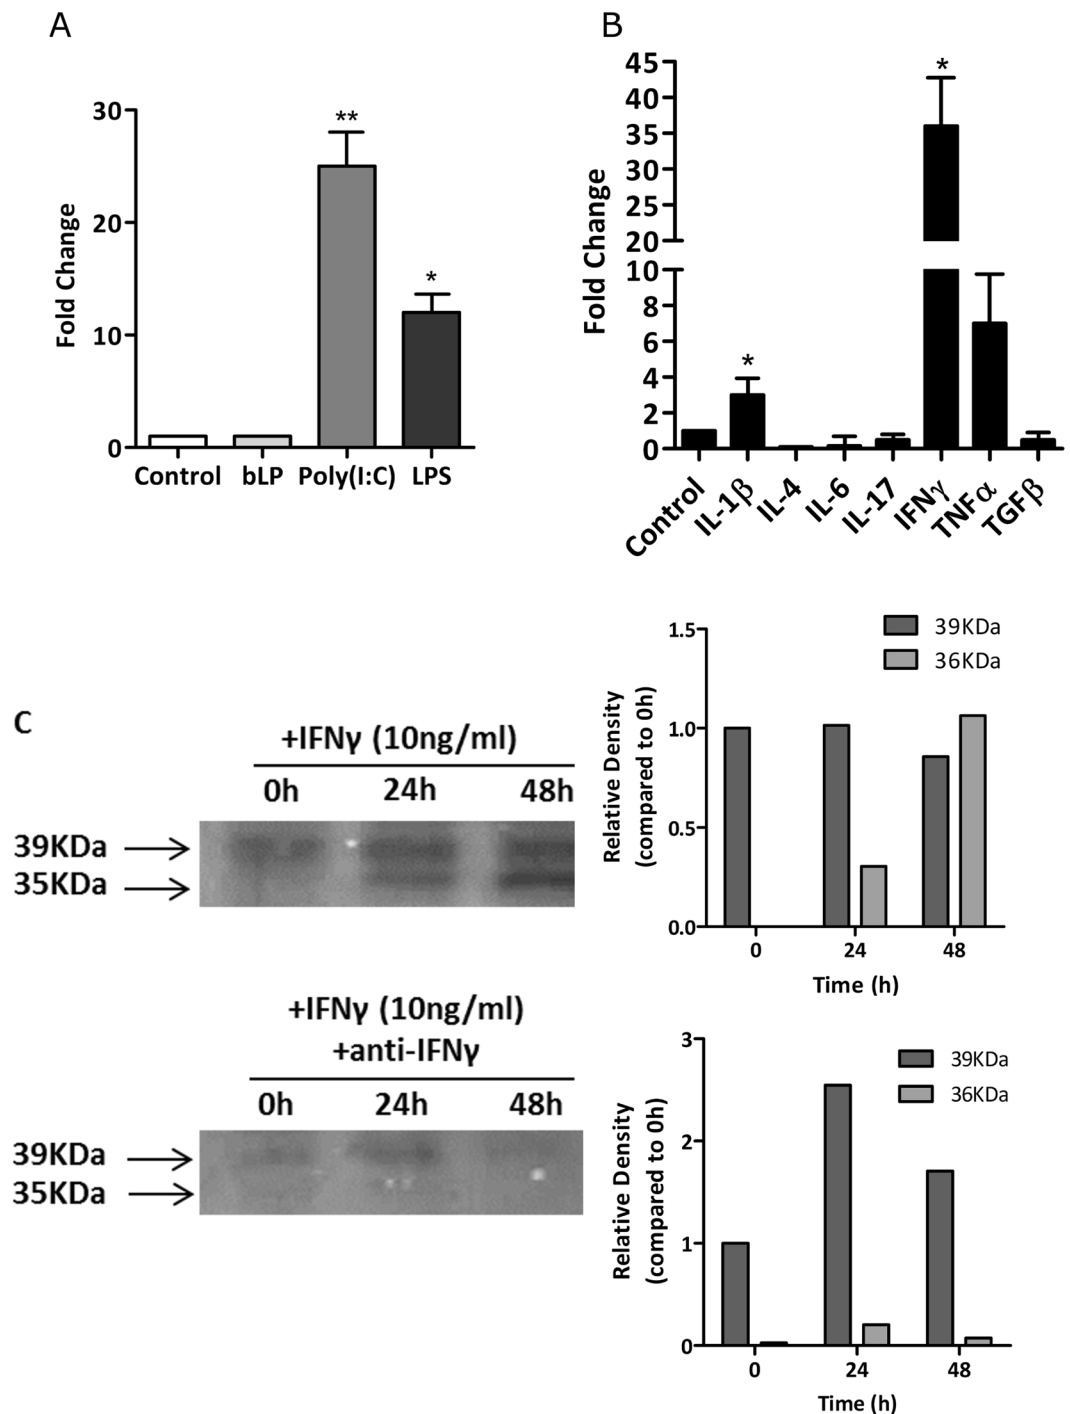 A
B
30
20
10
0
Fold Change
**
*
Control bLP Poly(I:C) LPS
45
40
35
30
25
20
10
8
6
4
2
0
Fold Change
*
*
Control IL-1β IL-4 IL-6 IL-17 IFNγ TNFα TGFβ
C
+IFNγ (10ng/ml)
0h 24h 48h
39KDa
35KDa
1.5
1.0
0.5
0.0
Relative Density
(compared to 0h)
39KDa
36KDa
0 24 48
Time (h)
+IFNγ (10ng/ml)
+anti-IFNγ
0h 24h 48h
39KDa
35KDa
3
2
1
0
Relative Density
(compared to 0h)
39KDa
36KDa
0 24 48
Time (h)